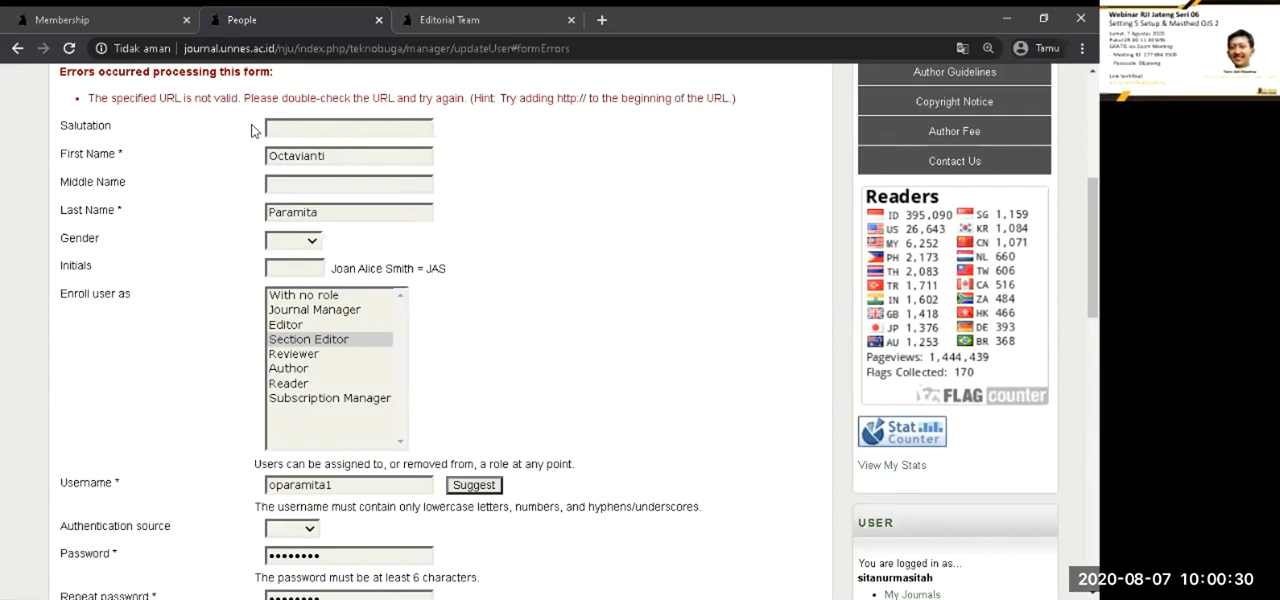 Membership
People
Editorial Team
Tidak aman
journal.unnes.ac.id/nju/index.php/teknobuga/manager/updateUser#formErrors
Tamu
Webinar RJI Jateng Seri 06
Setting 5 Setup & Masthed OJS 2
Jumat, 7 Agustus 2020
Errors occurred processing this form:
The specified URL is not valid. Please double-check the URL and try again. (Hint: Try adding http:// to the beginning of the URL.)
Salutation
First Name *
Octavianti
Middle Name
Last Name *
Paramita
Gender
Initials
Joan Alice Smith = JAS
Enroll user as
With no role
Journal Manager
Editor
Section Editor
Reviewer
Author
Reader
Subscription Manager
Users can be assigned to, or removed from, a role at any point.
Username *
oparamita1
Suggest
The username must contain only lowercase letters, numbers, and hyphens/underscores.
Authentication source
Password *
The password must be at least 6 characters.
Repeat password *
Author Guidelines
Copyright Notice
Author Fee
Contact Us
Readers
ID 395,090 SG 1,159
US 26,643 KR 1,084
MY 6,252 CN 1,071
PH 2,173 NL 660
TH 2,083 TW 606
TR 1,711 CA 516
IN 1,602 ZA 484
GB 1,418 HK 466
JP 1,376 DE 393
AU 1,253 BR 368
Pageviews: 1,444,439
Flags Collected: 170
FLAG counter
Stat Counter
View My Stats
USER
You are logged in as...
sitanurmasitah
My Journals
2020-08-07 10:00:30